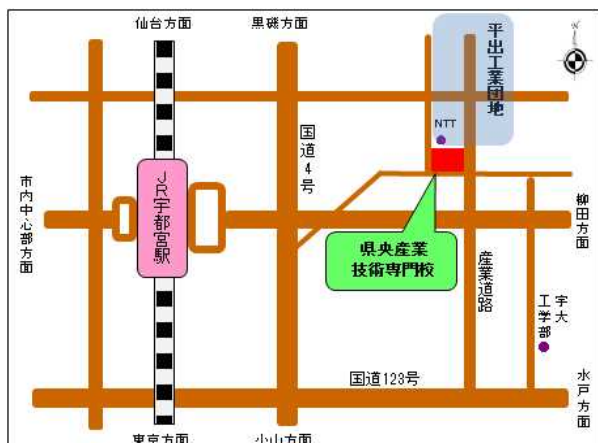 仙台方面
黒磯方面
平出工業団地
NTT
国道4号
JR宇都宮駅
市内中心部方面
柳田方面
県央産業
技術専門校
産業道路
宇大
工学部
国道123号
水戸方面
東京方面
小山方面